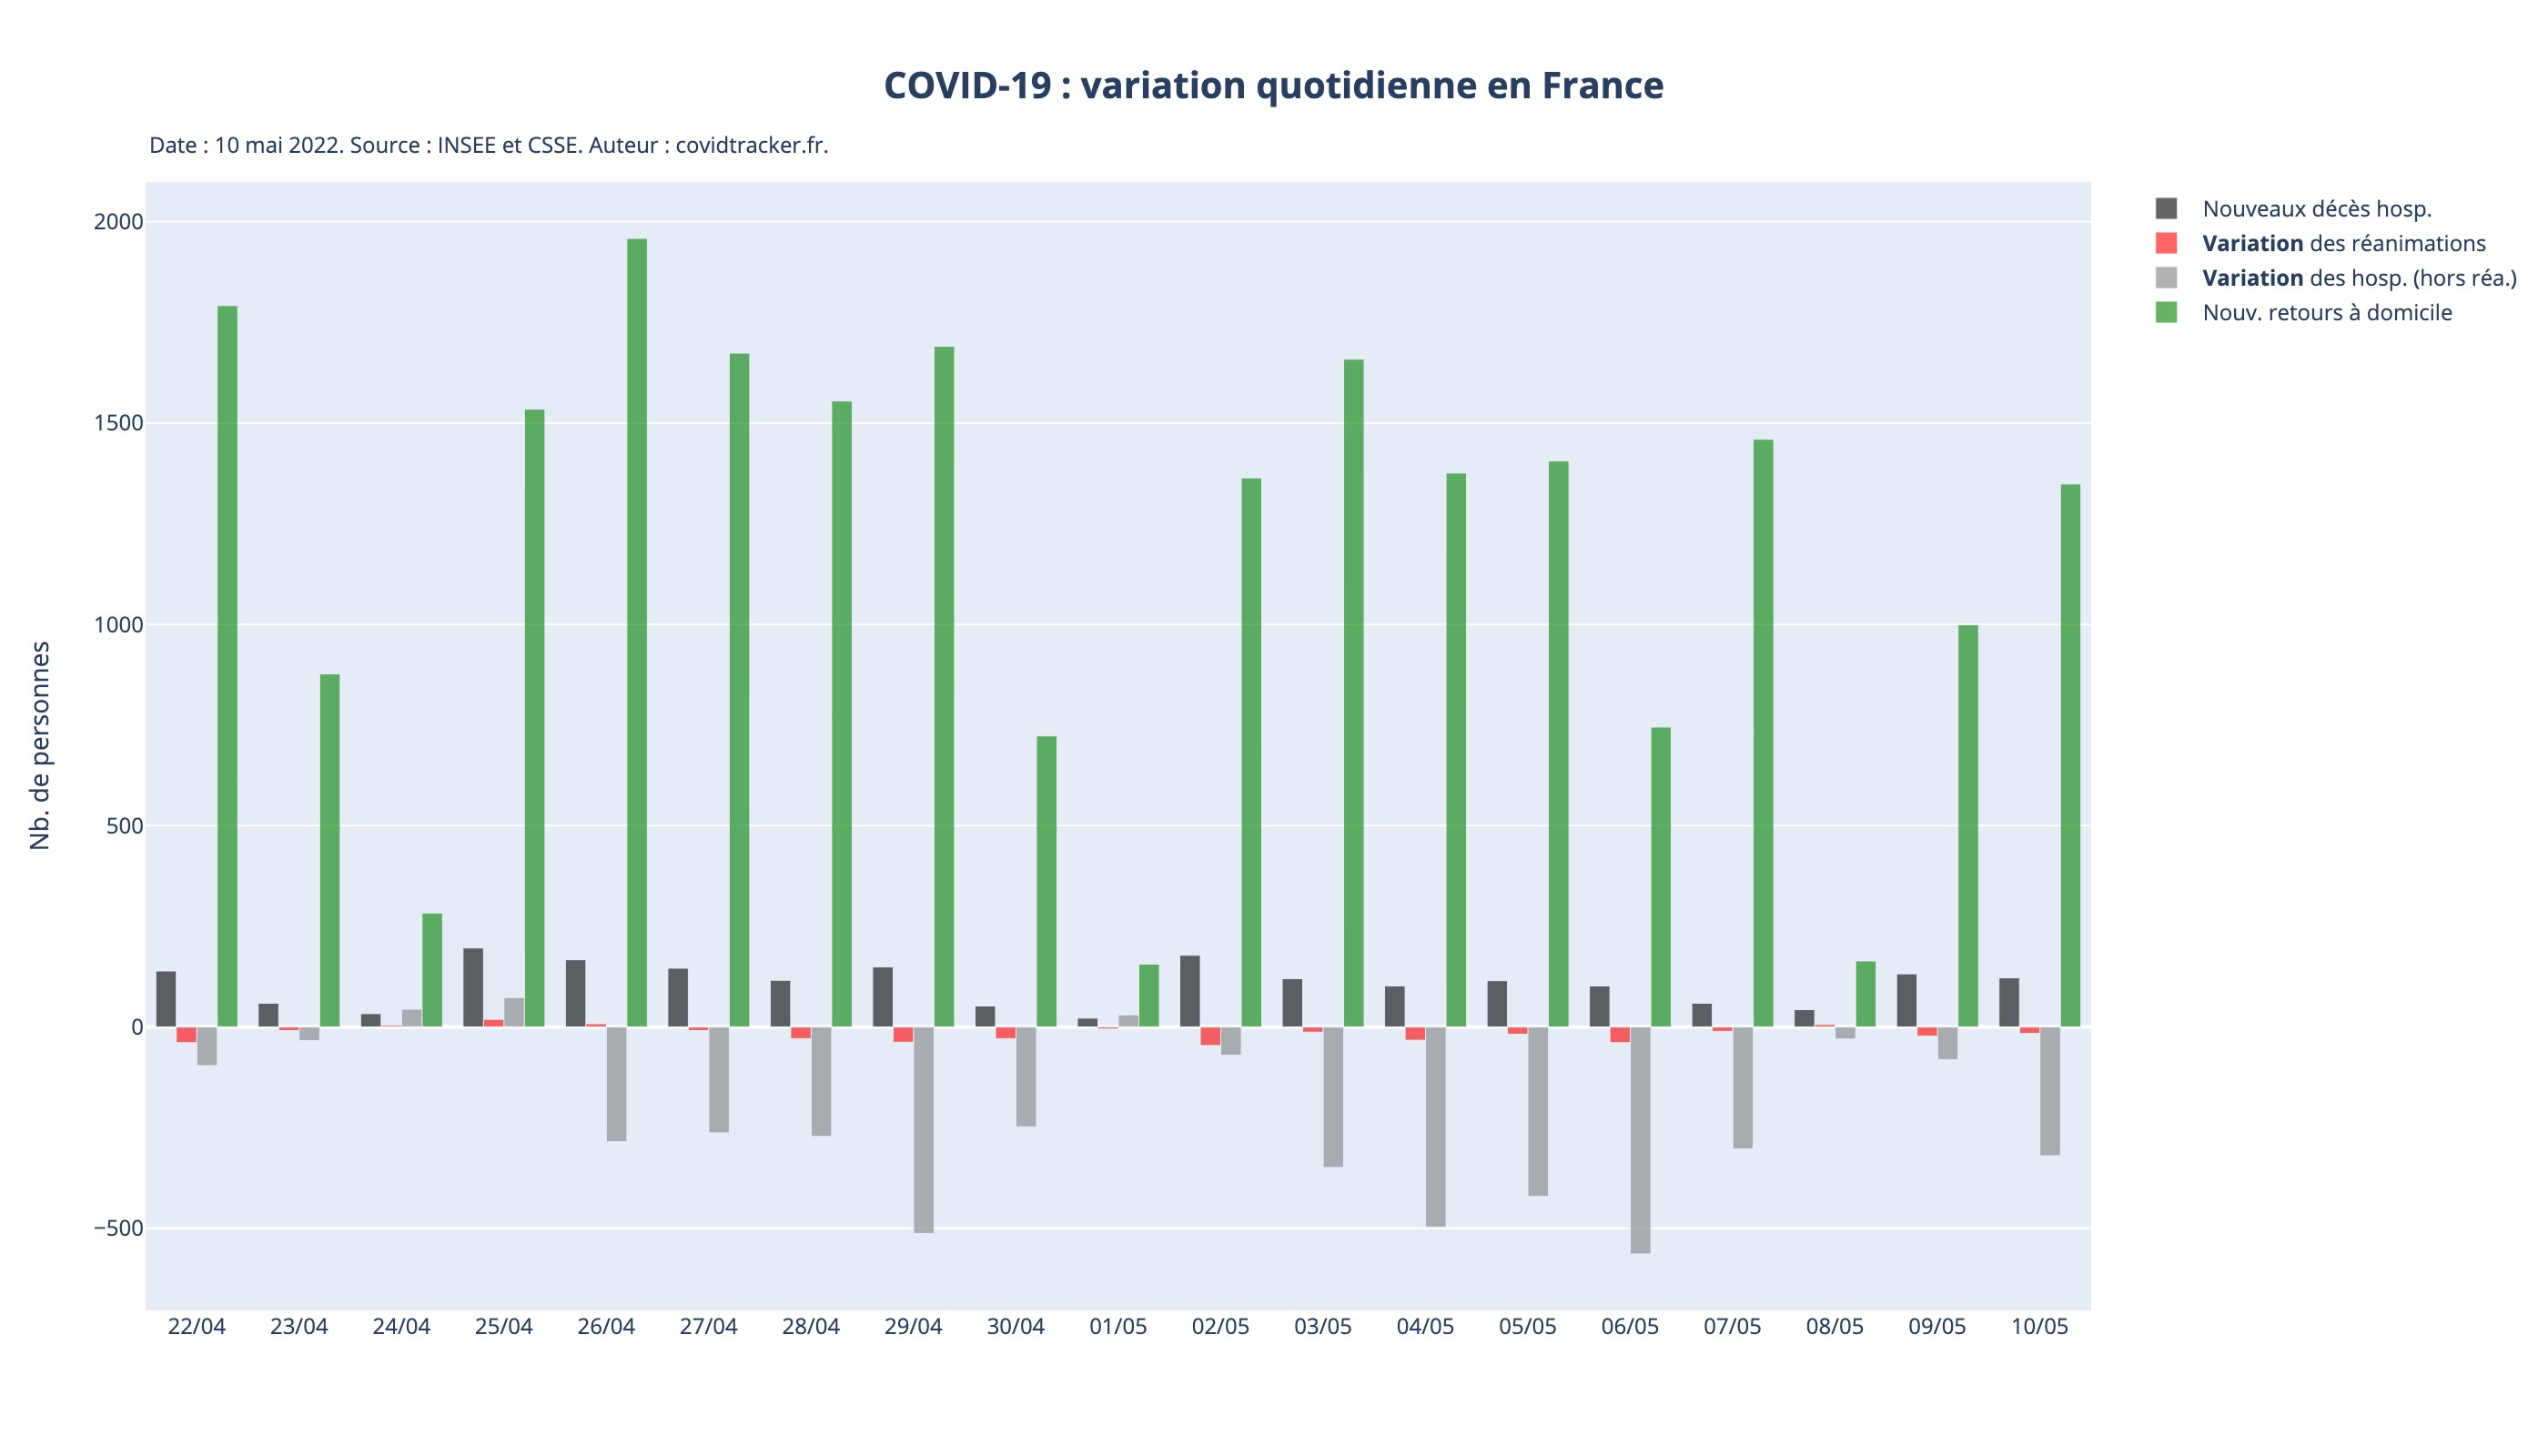 COVID-19 : variation quotidienne en France
Date : 10 mai 2022. Source : INSEE et CSSE. Auteur : covidtracker.fr.
Nb. de personnes
2000
1500
1000
500
0
−500
22/04 23/04 24/04 25/04 26/04 27/04 28/04 29/04 30/04 01/05 02/05 03/05 04/05 05/05 06/05 07/05 08/05 09/05 10/05
Nouveaux décès hosp.
Variation des réanimations
Variation des hosp. (hors réa.)
Nouv. retours à domicile